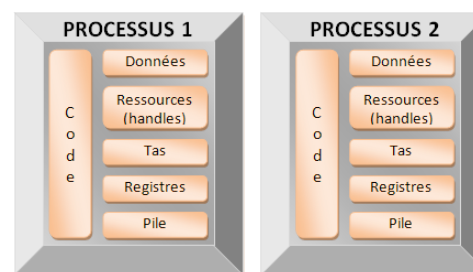 PROCESSUS 1
C
o
d
e
Données
Ressources
(handles)
Tas
Registres
Pile
PROCESSUS 2
C
o
d
e
Données
Ressources
(handles)
Tas
Registres
Pile